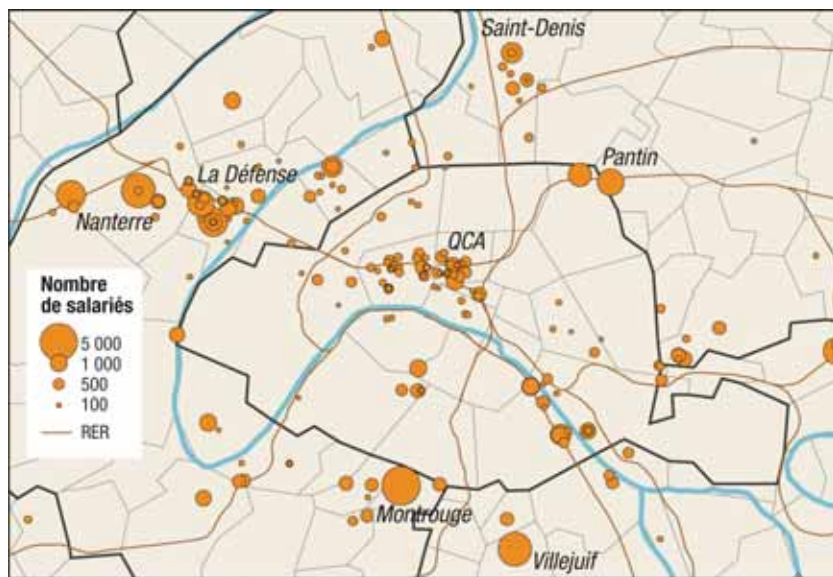 Saint-Denis
La Défense
Pantin
Nanterre
QCA
Nombre
de salariés
5 000
1 000
500
100
RER
Montrouge
Villejuif